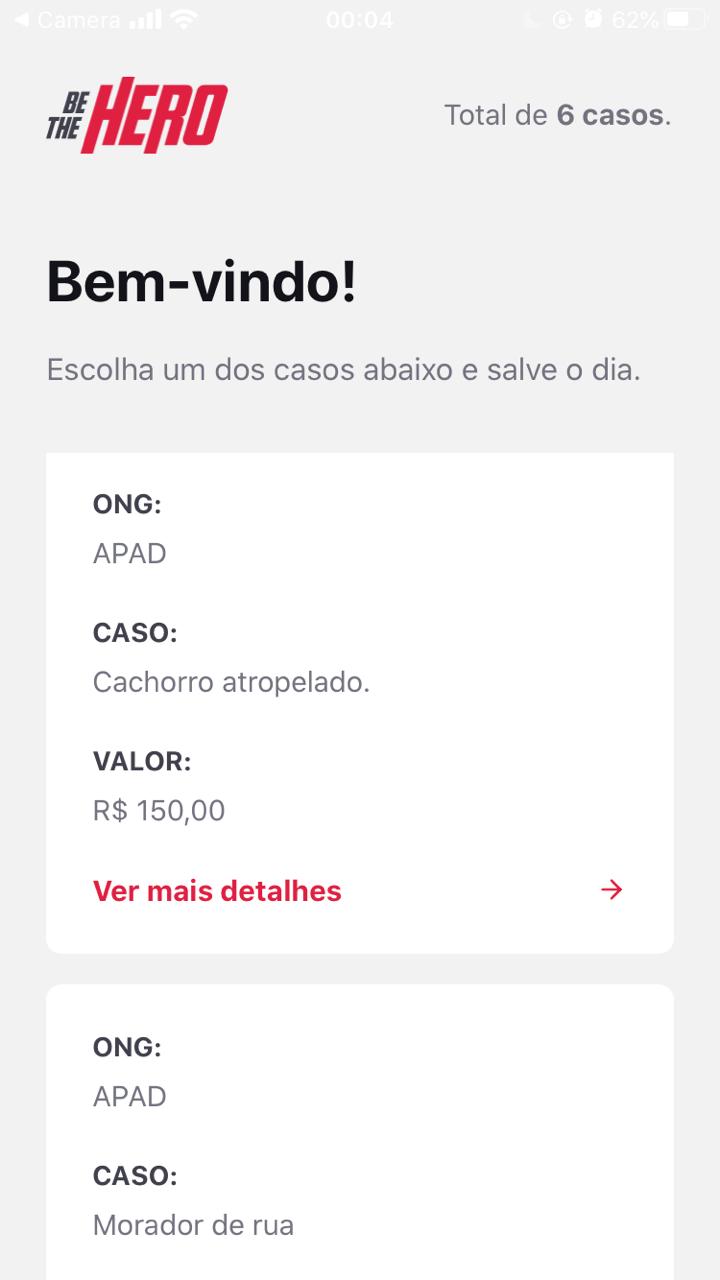 Camera
00:04
62%
BE
THE HERO
Total de 6 casos.
Bem-vindo!
Escolha um dos casos abaixo e salve o dia.
ONG:
APAD
CASO:
Cachorro atropelado.
VALOR:
R$ 150,00
Ver mais detalhes
ONG:
APAD
CASO:
Morador de rua